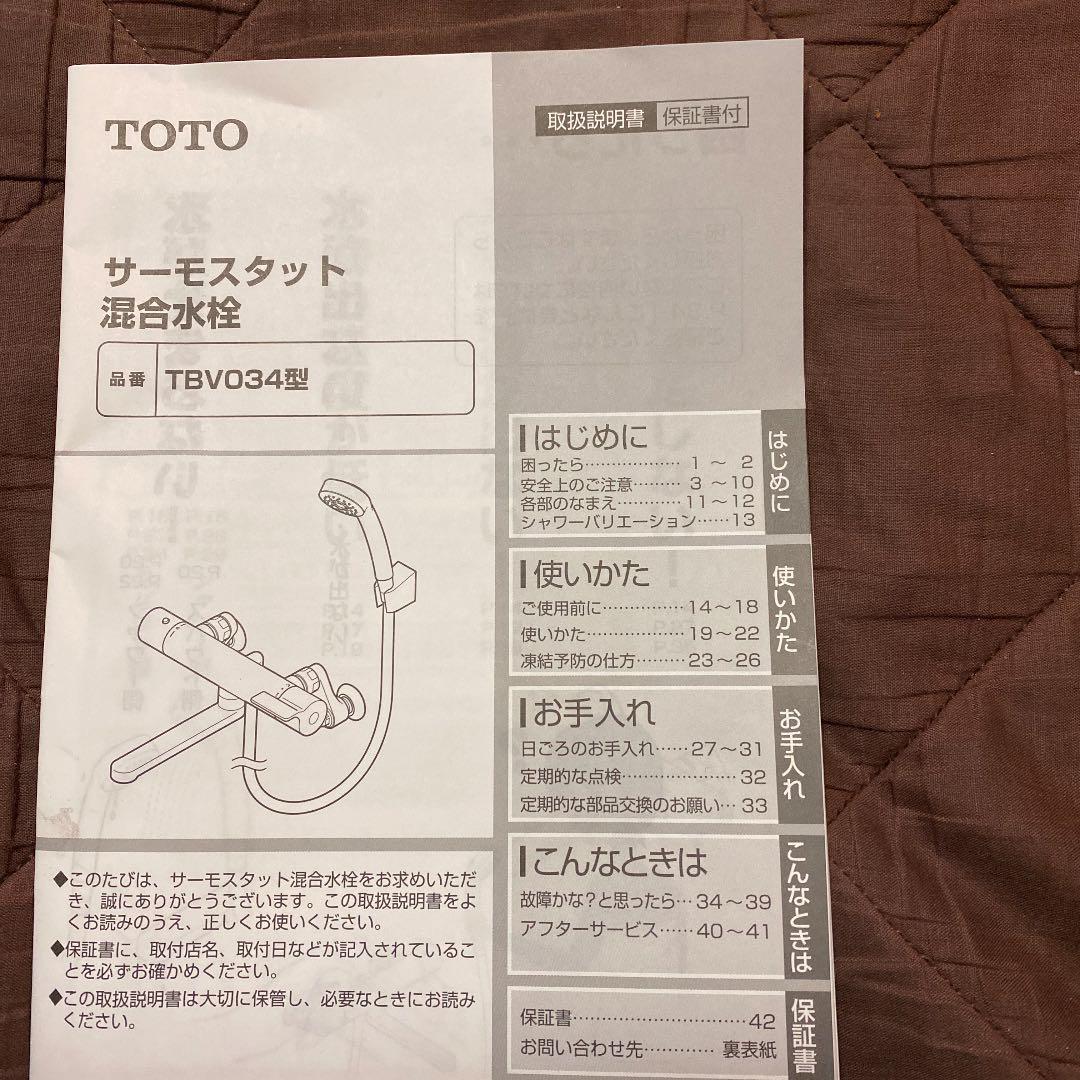 TOTO
取扱説明書 保証書付
サーモスタット
混合水栓
品番 TBV034型
はじめに
困ったら……………… 1 ～ 2
安全上のご注意……… 3 ～10
各部のなまえ…………11～12
シャワーバリエーション……13
はじめに
使いかた
ご使用前に……………14～18
使いかた………………19～22
凍結予防の仕方………23～26
使いかた
お手入れ
日ごろのお手入れ……27～31
定期的な点検………………… 32
定期的な部品交換のお願い… 33
お手入れ
こんなときは
故障かな？と思ったら…34～39
アフターサービス……40～41
こんなときは
保証書……………………………42
お問い合わせ先………… 裏表紙
保証書
◆このたびは、サーモスタット混合水栓をお求めいただ
き、誠にありがとうございます。この取扱説明書をよ
くお読みのうえ、正しくお使いください。
◆保証書に、取付店名、取付日などが記入されているこ
とを必ずお確かめください。
◆この取扱説明書は大切に保管し、必要なときにお読み
ください。